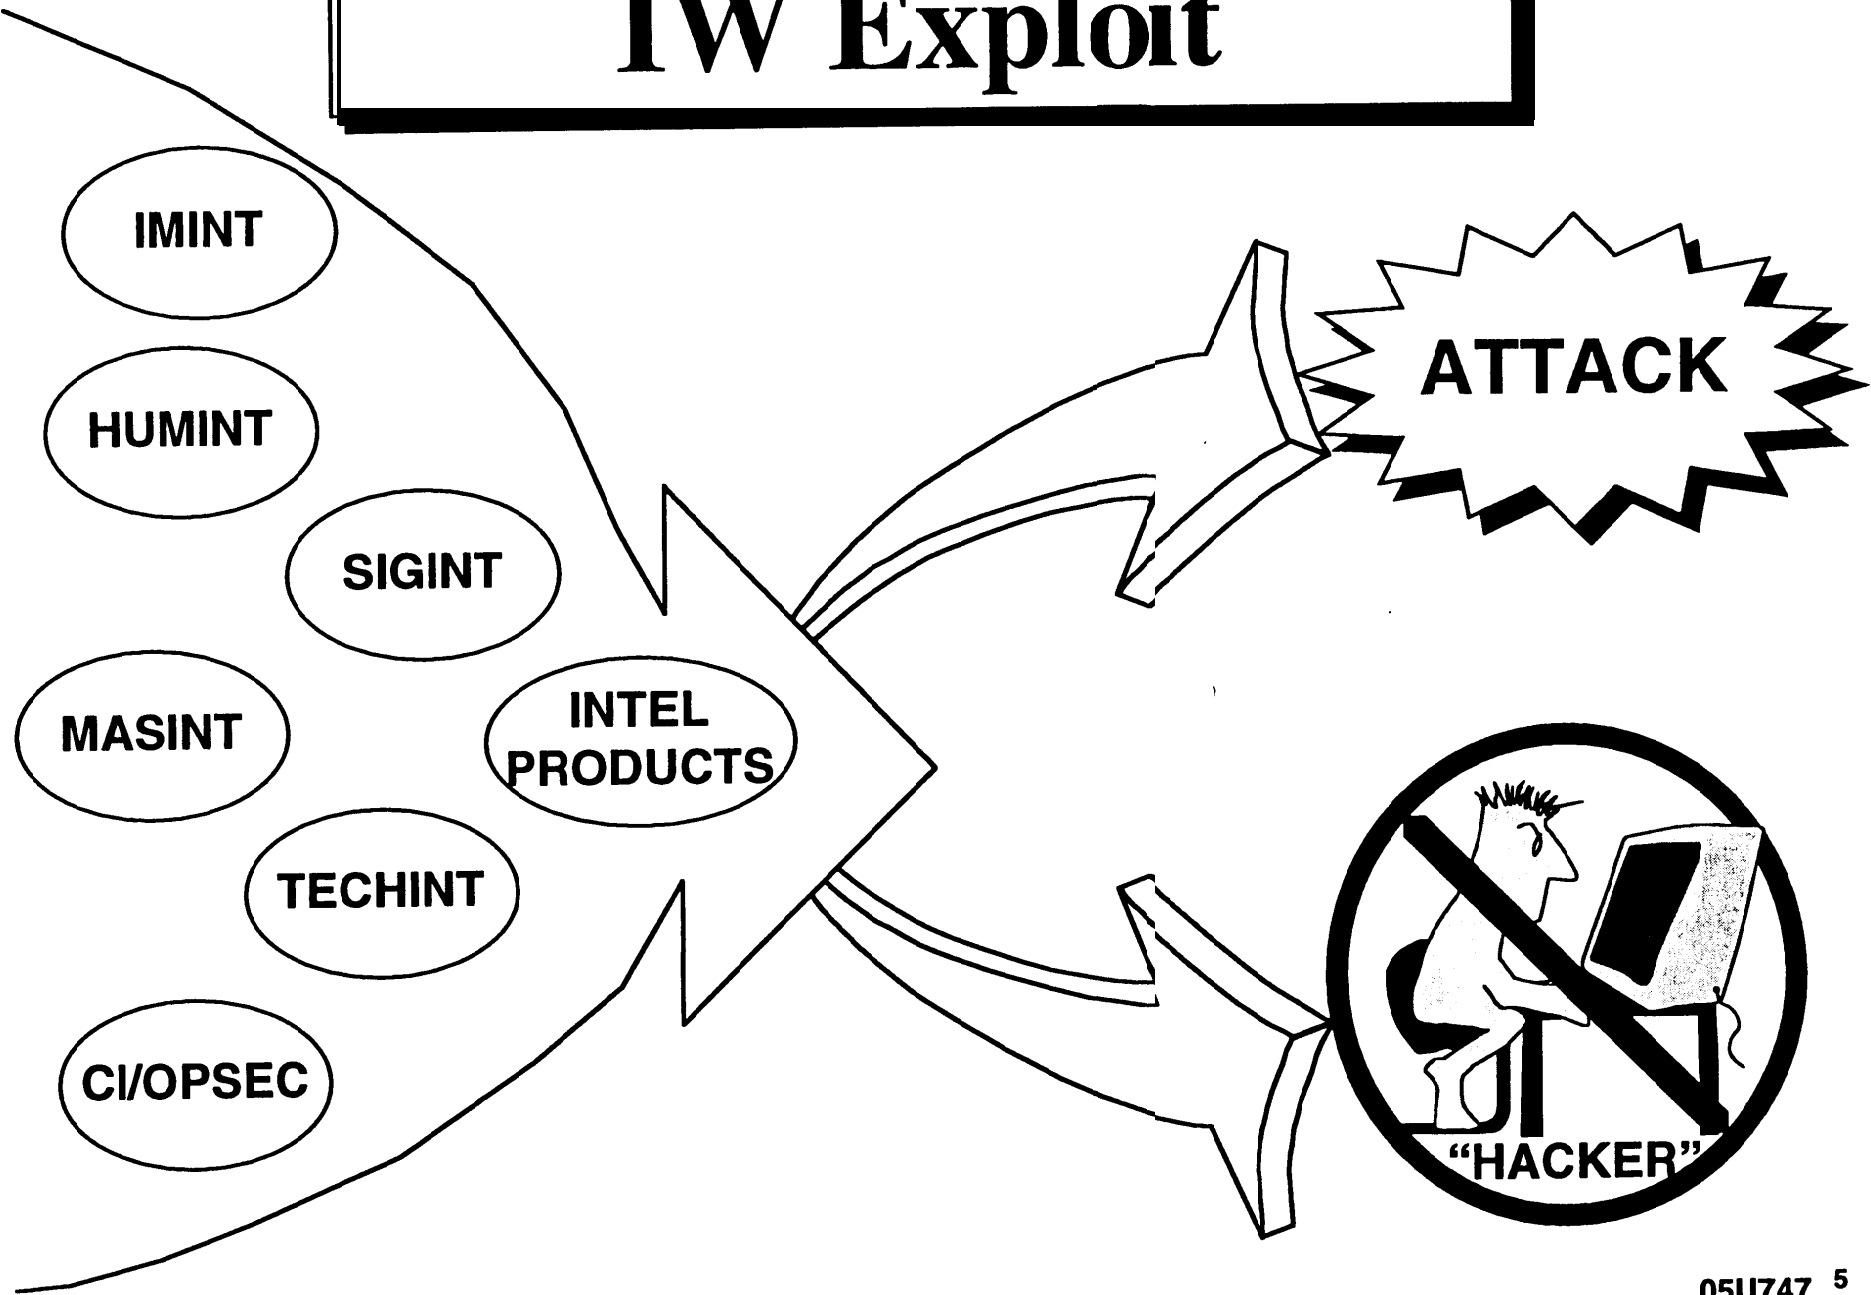 IW Exploit
IMINT
HUMINT
SIGINT
MASINT
INTEL
PRODUCTS
TECHINT
CI/OPSEC
ATTACK
“HACKER”
05U747 5